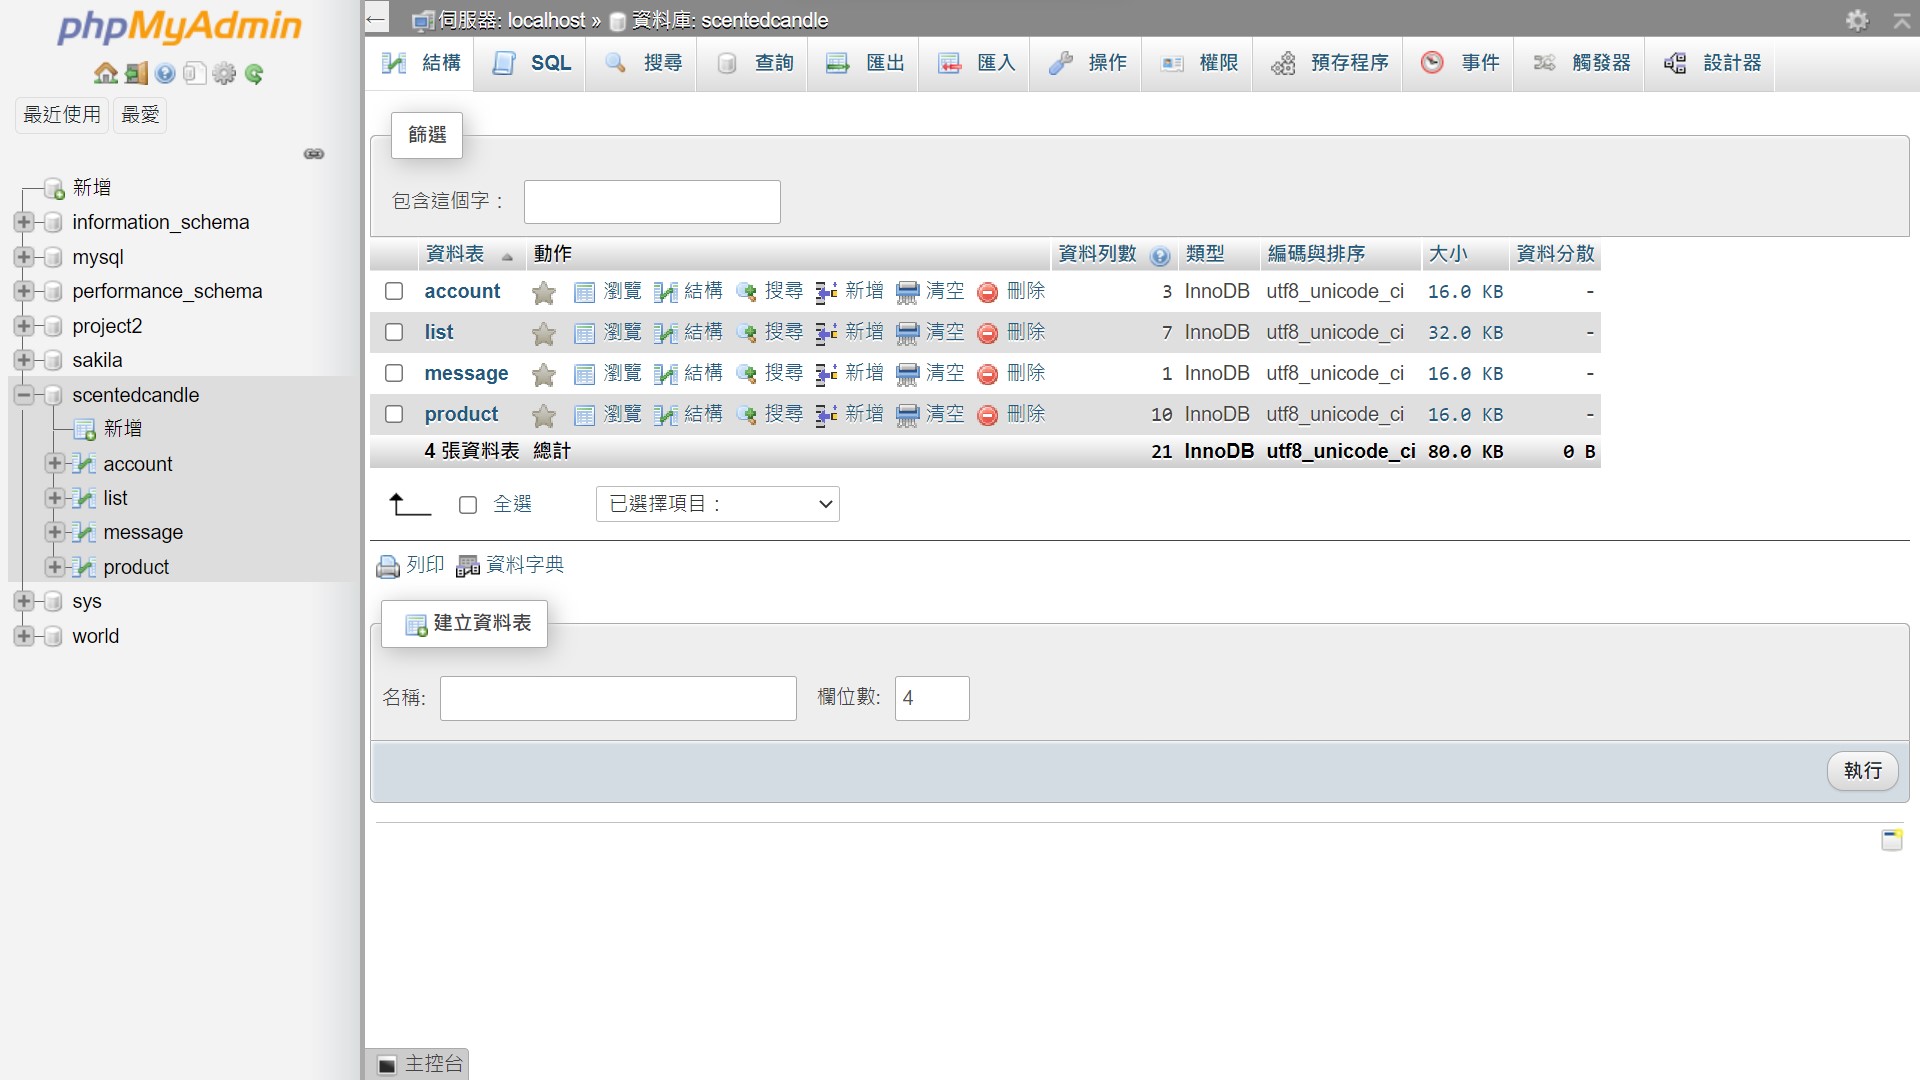 phpMyAdmin
最近使用 最愛
新增
information_schema
mysql
performance_schema
project2
sakila
scentedcandle
新增
account
list
message
product
sys
world
伺服器: localhost » 資料庫: scentedcandle
結構 SQL 搜尋 查詢 匯出 匯入 操作 權限 預存程序 事件 觸發器 設計器
篩選
包含這個字：
資料表 動作 資料列數 類型 編碼與排序 大小 資料分散
account 瀏覽 結構 搜尋 新增 清空 刪除 3 InnoDB utf8_unicode_ci 16.0 KB -
list 瀏覽 結構 搜尋 新增 清空 刪除 7 InnoDB utf8_unicode_ci 32.0 KB -
message 瀏覽 結構 搜尋 新增 清空 刪除 1 InnoDB utf8_unicode_ci 16.0 KB -
product 瀏覽 結構 搜尋 新增 清空 刪除 10 InnoDB utf8_unicode_ci 16.0 KB -
4 張資料表 總計 21 InnoDB utf8_unicode_ci 80.0 KB 0 B
全選 已選擇項目：
列印 資料字典
建立資料表
名稱: 欄位數: 4
執行
主控台